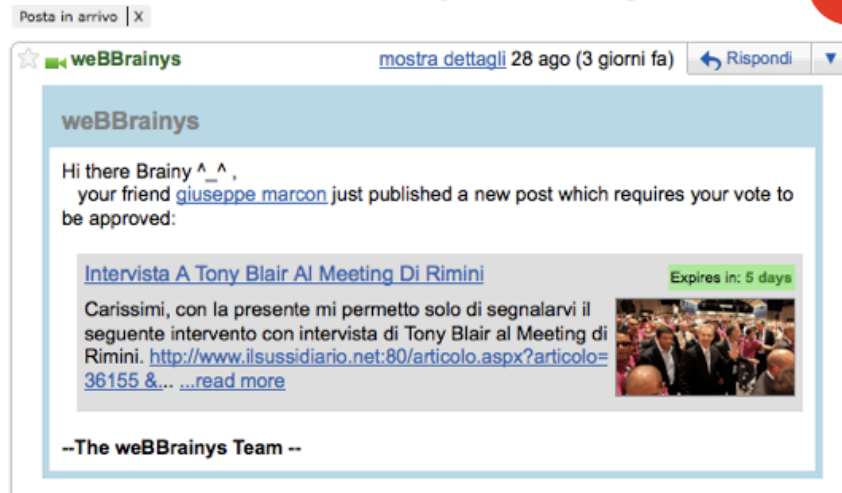 Posta in arrivo | X
weBBrainys
mostra dettagli 28 ago (3 giorni fa)
Rispondi
weBBrainys
Hi there Brainy ^_^ ,
your friend giuseppe marcon just published a new post which requires your vote to
be approved:
Intervista A Tony Blair Al Meeting Di Rimini
Expires in: 5 days
Carissimi, con la presente mi permetto solo di segnalarvi il
seguente intervento con intervista di Tony Blair al Meeting di
Rimini. http://www.ilsussidiario.net:80/articolo.aspx?articolo=
36155 &... ...read more
--The weBBrainys Team --